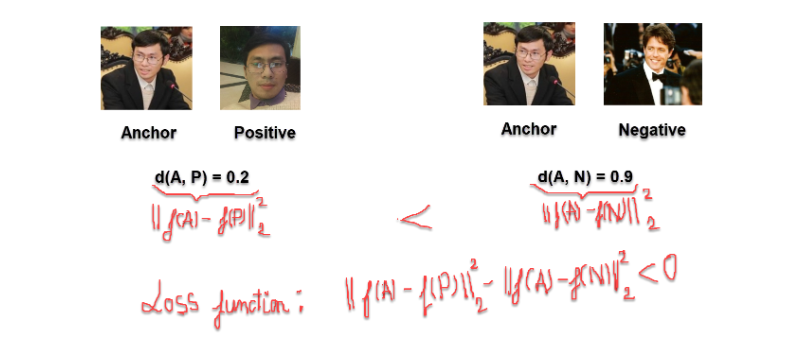 Anchor Positive Anchor Negative
d(A, P) = 0.2 d(A, N) = 0.9
||f(A) - f(P)||₂² < ||f(A) - f(N)||₂²
Loss function: ||f(A) - f(P)||₂² - ||f(A) - f(N)||₂² < 0